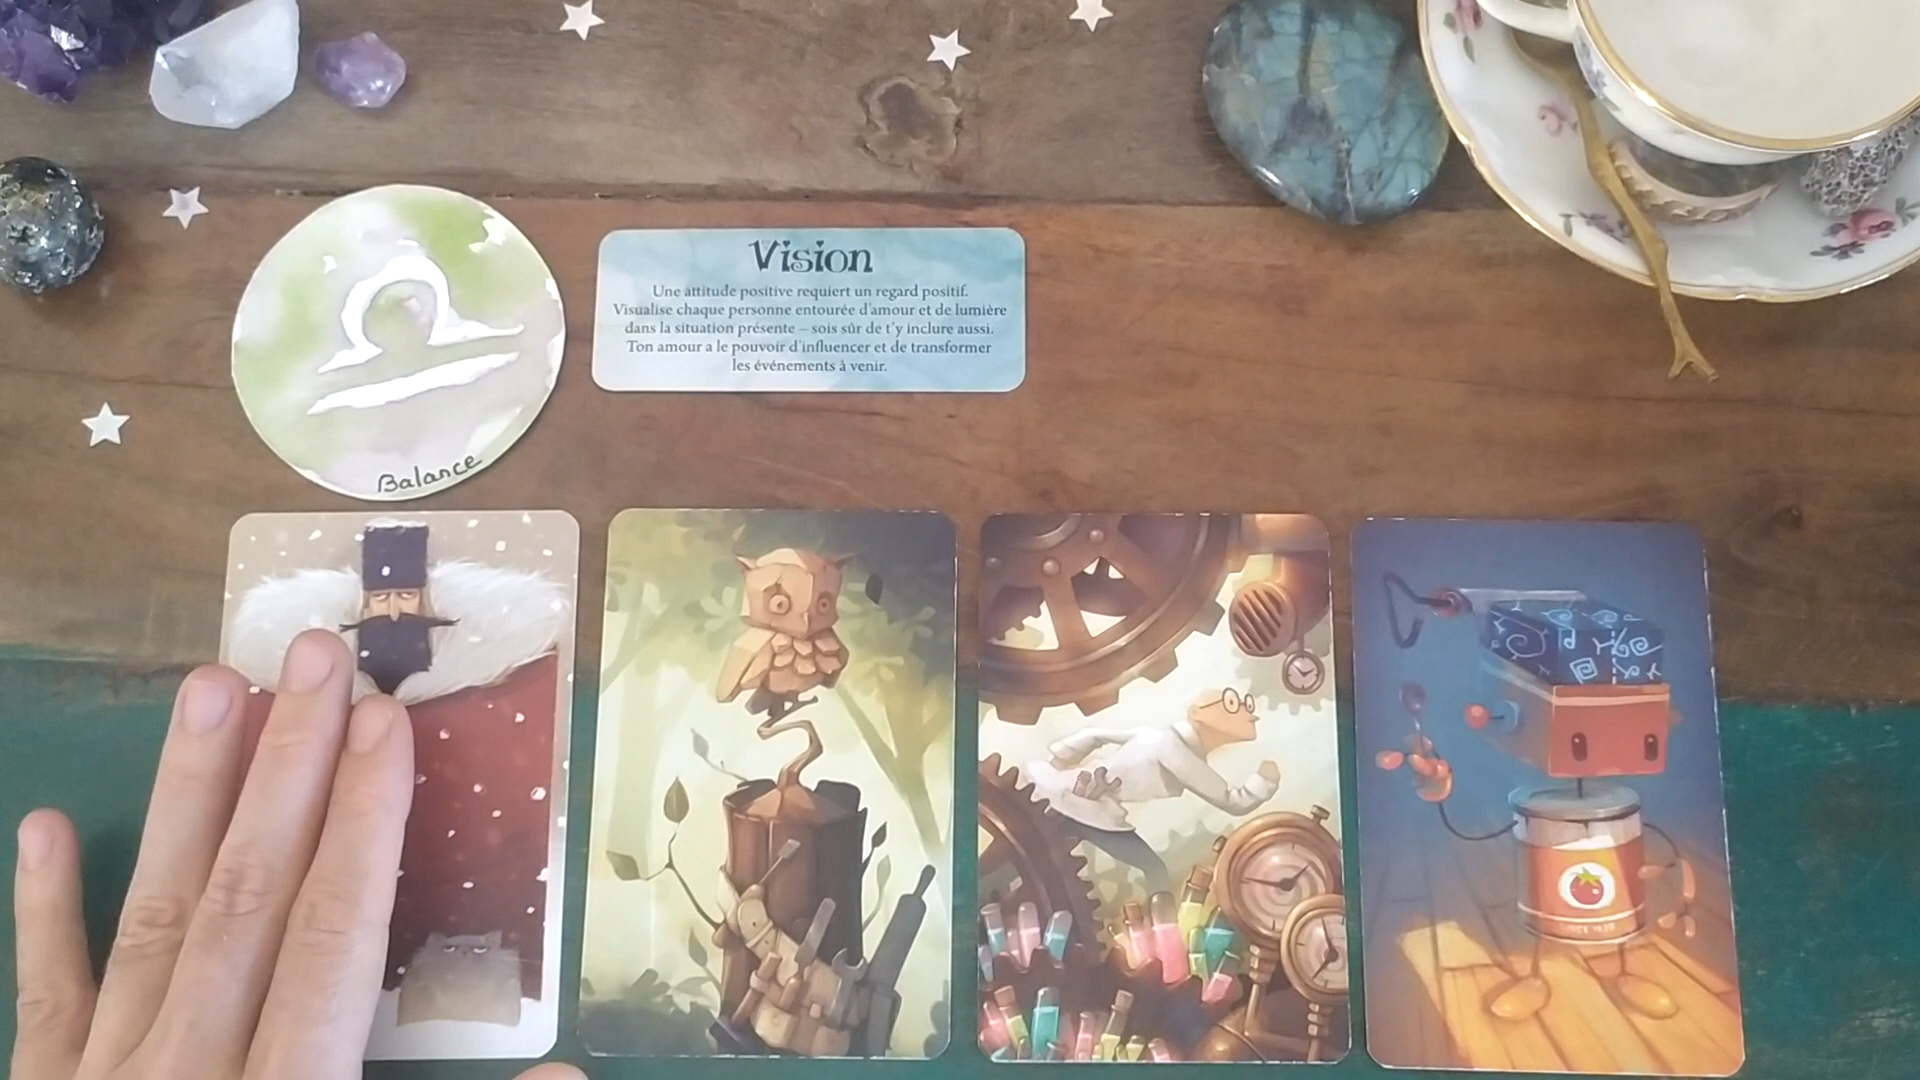 Vision
Une attitude positive requiert un regard positif.
Visualise chaque personne entourée d'amour et de lumière
dans la situation présente – sois sûr de t'y inclure aussi.
Ton amour a le pouvoir d'influencer et de transformer
les événements à venir.
Balance